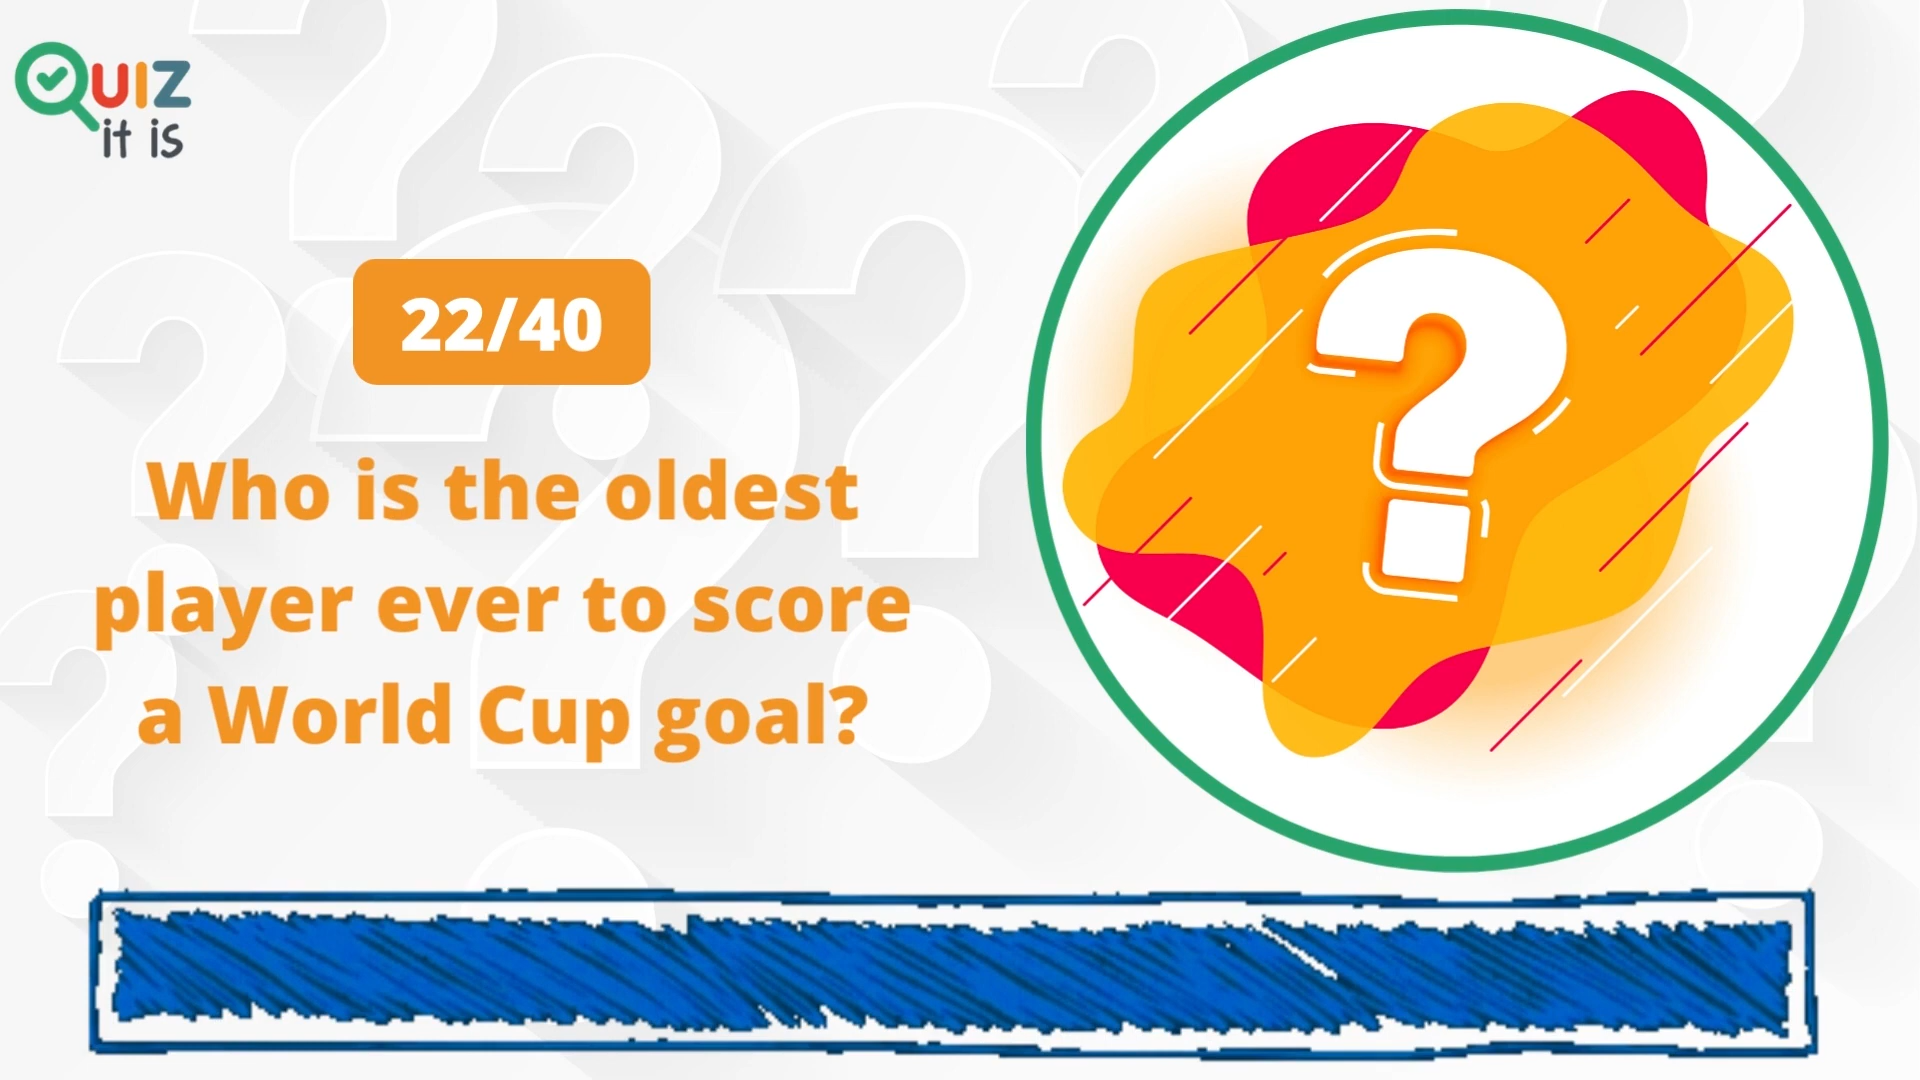 QUIZ
it is
22/40
Who is the oldest
player ever to score
a World Cup goal?
?